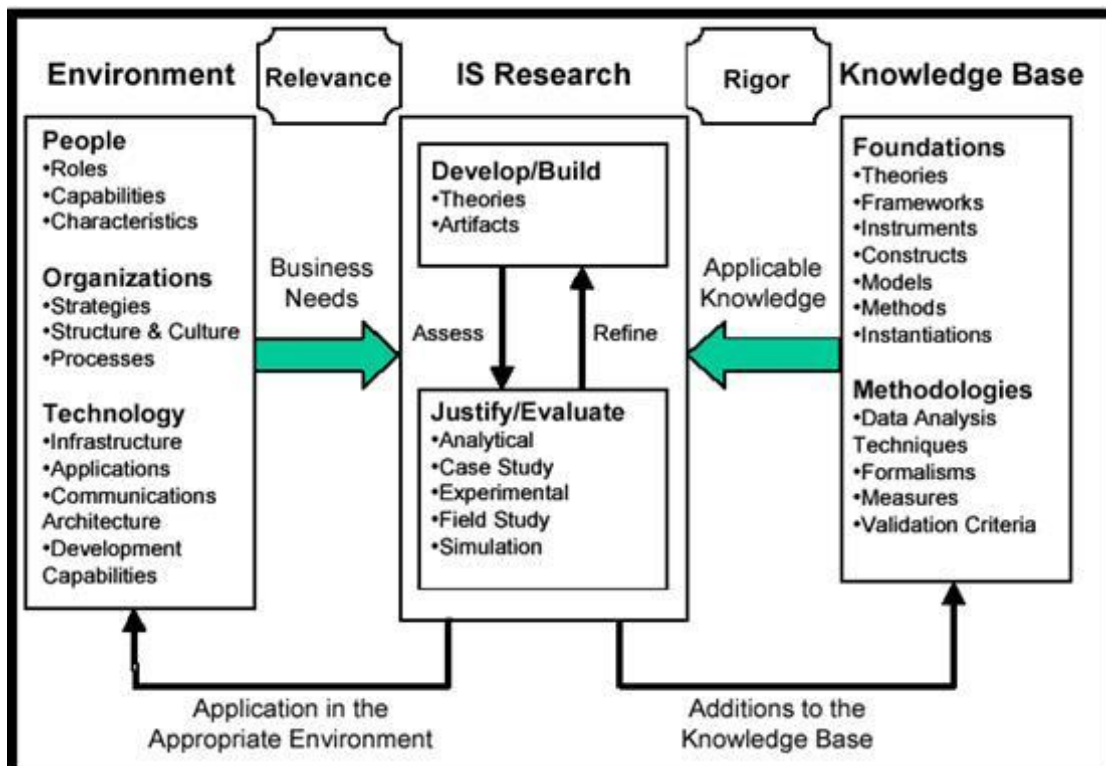 Environment
Relevance
IS Research
Rigor
Knowledge Base
People
•Roles
•Capabilities
•Characteristics
Organizations
•Strategies
•Structure & Culture
•Processes
Technology
•Infrastructure
•Applications
•Communications
Architecture
•Development
Capabilities
Business
Needs
Develop/Build
•Theories
•Artifacts
Assess
Refine
Justify/Evaluate
•Analytical
•Case Study
•Experimental
•Field Study
•Simulation
Applicable
Knowledge
Foundations
•Theories
•Frameworks
•Instruments
•Constructs
•Models
•Methods
•Instantiations
Methodologies
•Data Analysis
Techniques
•Formalisms
•Measures
•Validation Criteria
Application in the
Appropriate Environment
Additions to the
Knowledge Base